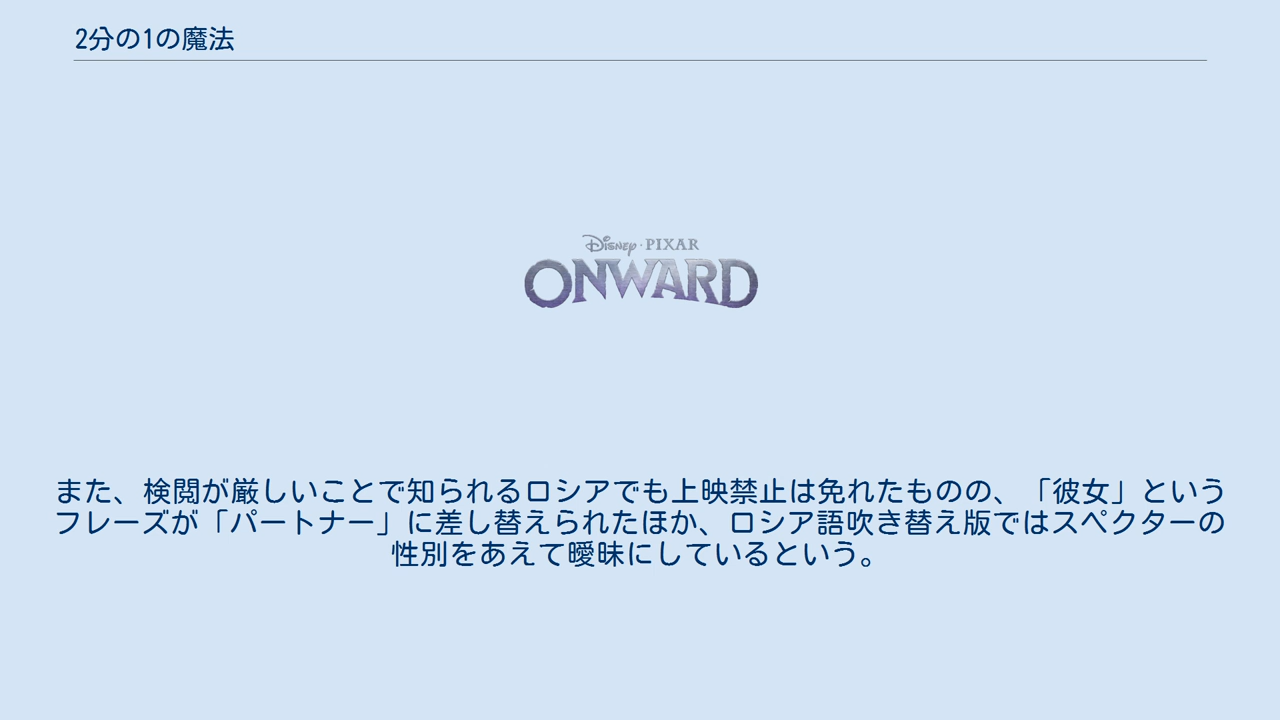 2分の1の魔法
Disney · PIXAR
ONWARD
また、検閲が厳しいことで知られるロシアでも上映禁止は免れたものの、「彼女」という
フレーズが「パートナー」に差し替えられたほか、ロシア語吹き替え版ではスペクターの
性別をあえて曖昧にしているという。